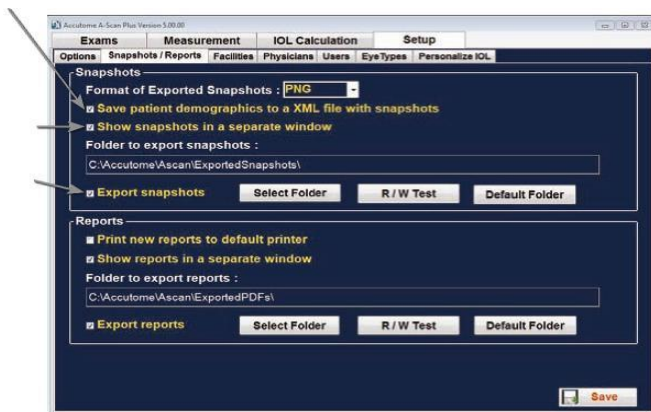 Accutome A-Scan Plus Version 5.00.00
Exams Measurement IOL Calculation Setup
Options Snapshots / Reports Facilities Physicians Users Eye Types Personalize IOL
Snapshots
Format of Exported Snapshots : PNG
Save patient demographics to a XML file with snapshots
Show snapshots in a separate window
Folder to export snapshots :
C:\Accutome\Ascan\ExportedSnapshots\
Export snapshots Select Folder R / W Test Default Folder
Reports
Print new reports to default printer
Show reports in a separate window
Folder to export reports :
C:\Accutome\Ascan\ExportedPDFs\
Export reports Select Folder R / W Test Default Folder
Save